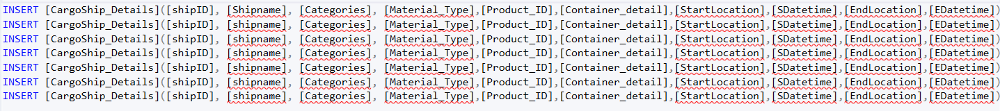 INSERT [CargoShip_Details]([shipID], [Shipname], [Categories], [Material_Type],[Product_ID],[Container_detail],[StartLocation],[SDatetime],[EndLocation],[EDatetime])
INSERT [CargoShip_Details]([shipID], [shipname], [Categories], [Material_Type],[Product_ID],[Container_detail],[StartLocation],[SDatetime],[EndLocation],[EDatetime])
INSERT [CargoShip_Details]([shipID], [shipname], [Categories], [Material_Type],[Product_ID],[Container_detail],[StartLocation],[SDatetime],[EndLocation],[EDatetime])
INSERT [CargoShip_Details]([shipID], [shipname], [Categories], [Material_Type],[Product_ID],[Container_detail],[StartLocation],[SDatetime],[EndLocation],[EDatetime])
INSERT [CargoShip_Details]([shipID], [shipname], [Categories], [Material_Type],[Product_ID],[Container_detail],[StartLocation],[SDatetime],[EndLocation],[EDatetime])
INSERT [CargoShip_Details]([shipID], [shipname], [Categories], [Material_Type],[Product_ID],[Container_detail],[StartLocation],[SDatetime],[EndLocation],[EDatetime])
INSERT [CargoShip_Details]([shipID], [shipname], [Categories], [Material_Type],[Product_ID],[Container_detail],[StartLocation],[SDatetime],[EndLocation],[EDatetime])